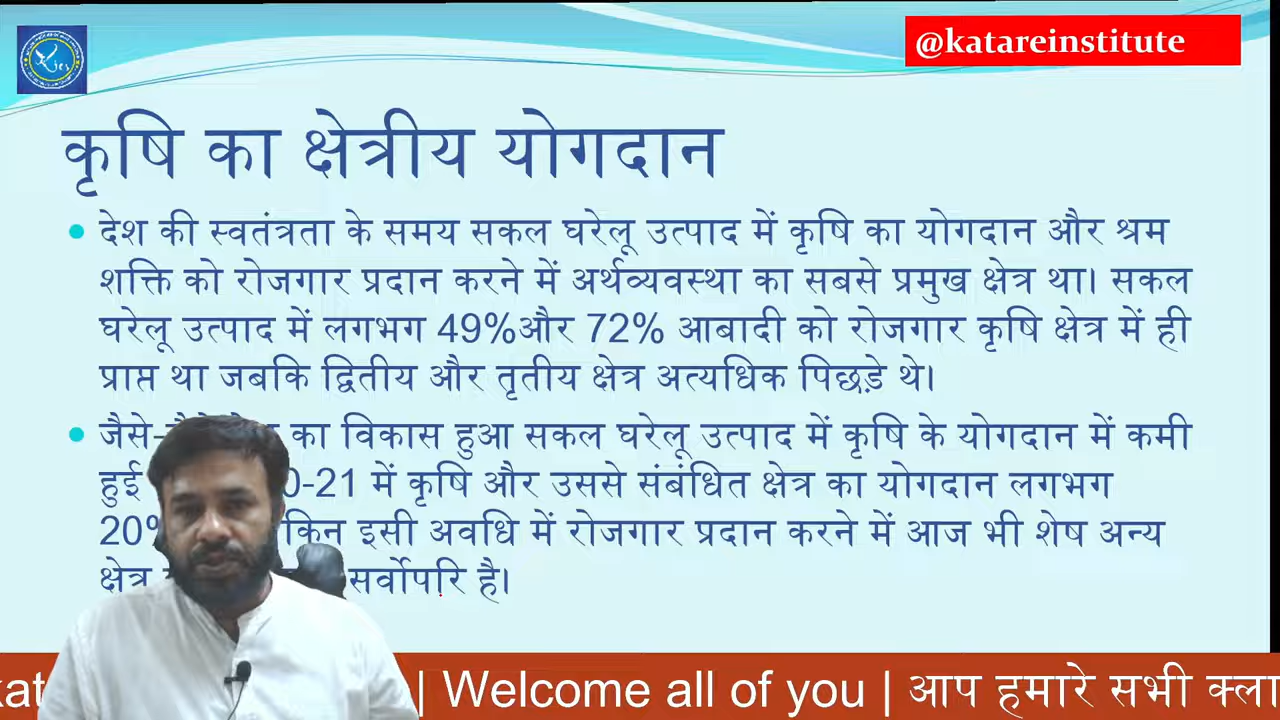 @katareinstitute
कृषि का क्षेत्रीय योगदान
देश की स्वतंत्रता के समय सकल घरेलू उत्पाद में कृषि का योगदान और श्रम
शक्ति को रोजगार प्रदान करने में अर्थव्यवस्था का सबसे प्रमुख क्षेत्र था। सकल
घरेलू उत्पाद में लगभग 49%और 72% आबादी को रोजगार कृषि क्षेत्र में ही
प्राप्त था जबकि द्वितीय और तृतीय क्षेत्र अत्यधिक पिछड़े थे।
जैसे- का विकास हुआ सकल घरेलू उत्पाद में कृषि के योगदान में कमी
हुई 0-21 में कृषि और उससे संबंधित क्षेत्र का योगदान लगभग
20% किन इसी अवधि में रोजगार प्रदान करने में आज भी शेष अन्य
क्षेत्र सर्वोपरि है।
kat | Welcome all of you | आप हमारे सभी क्ला